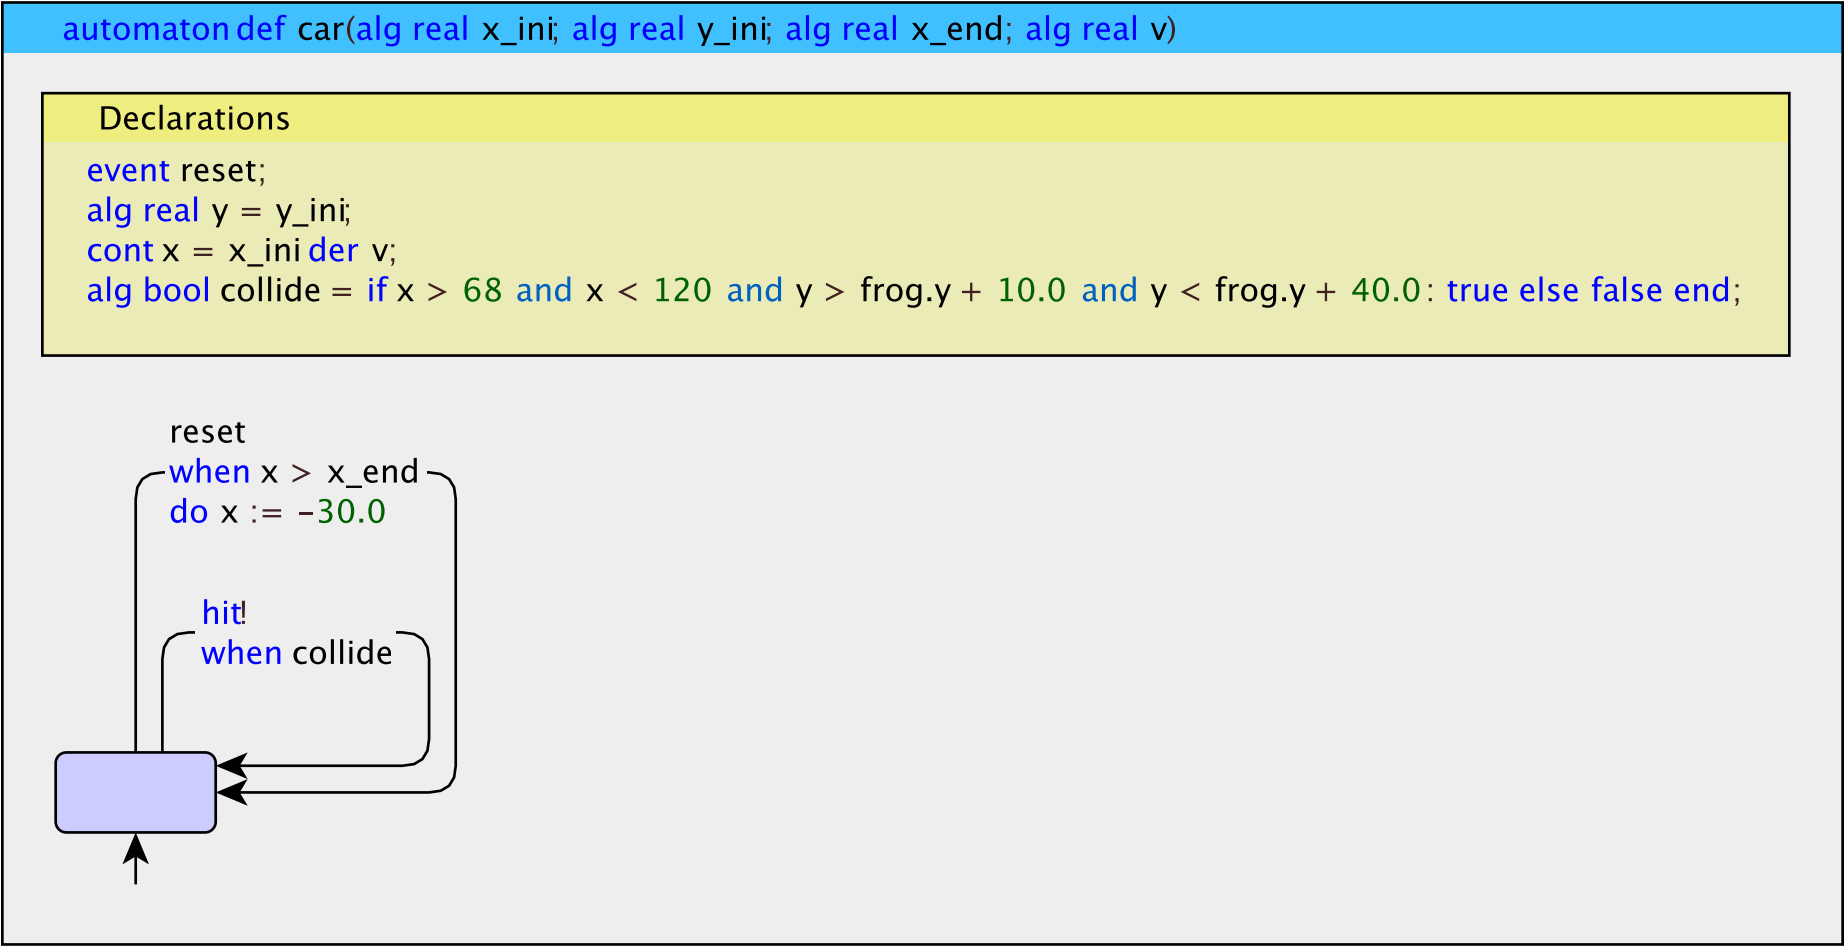 automaton def car(alg real x_ini; alg real y_ini; alg real x_end; alg real v)
Declarations
event reset;
alg real y = y_ini;
cont x = x_ini der v;
alg bool collide = if x > 68 and x < 120 and y > frog.y + 10.0 and y < frog.y + 40.0: true else false end;
reset
when x > x_end
do x := -30.0
hit!
when collide